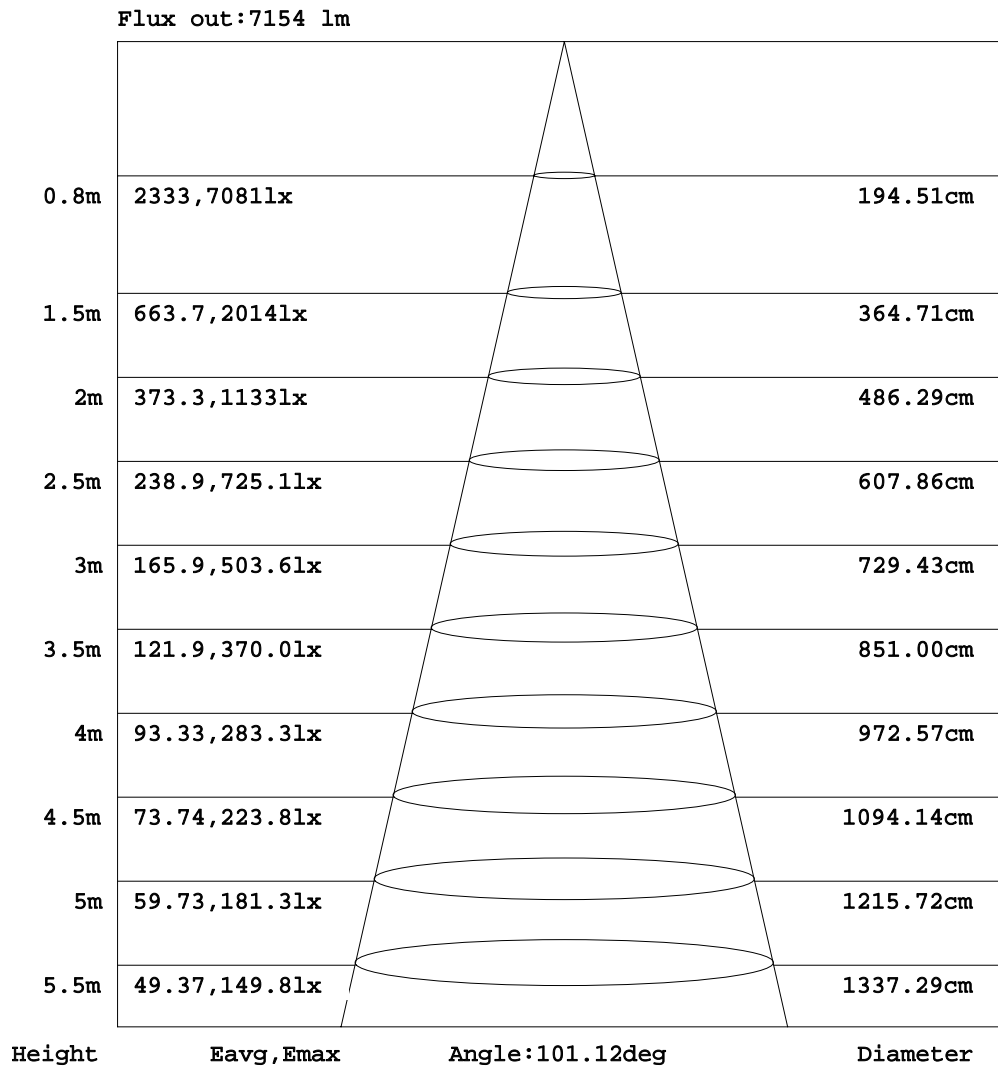 Flux out:7154 lm
0.8m 2333,7081lx 194.51cm
1.5m 663.7,2014lx 364.71cm
2m 373.3,1133lx 486.29cm
2.5m 238.9,725.1lx 607.86cm
3m 165.9,503.6lx 729.43cm
3.5m 121.9,370.0lx 851.00cm
4m 93.33,283.3lx 972.57cm
4.5m 73.74,223.8lx 1094.14cm
5m 59.73,181.3lx 1215.72cm
5.5m 49.37,149.8lx 1337.29cm
Height Eavg,Emax Angle:101.12deg Diameter